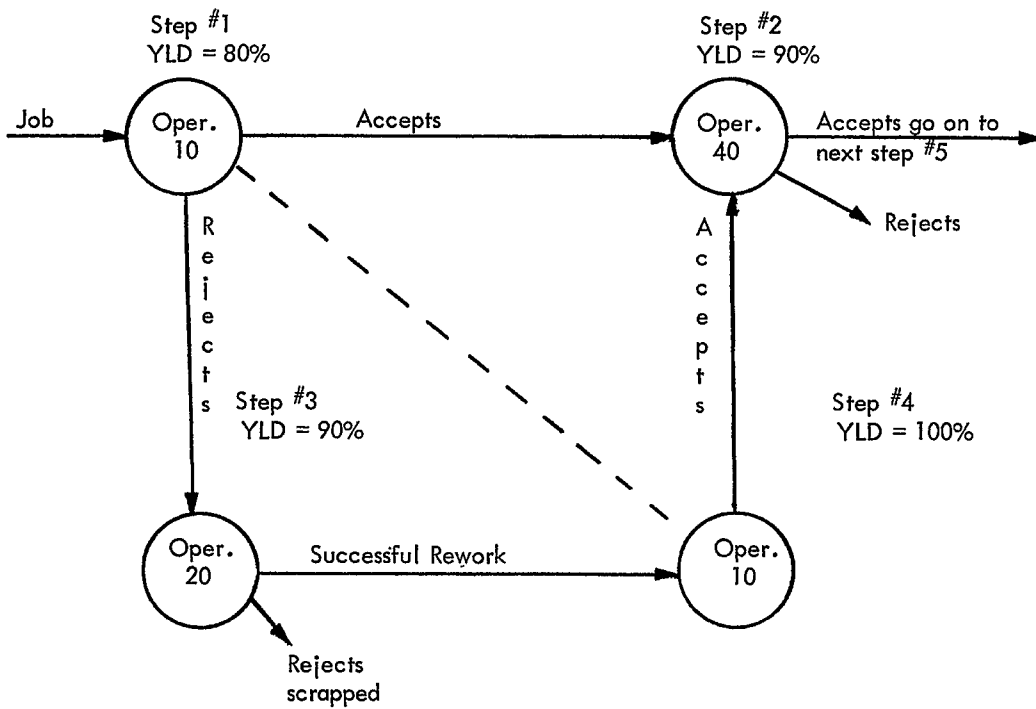 Step #1
YLD = 80%
Step #2
YLD = 90%
Job
Oper.
10
Accepts
Oper.
40
Accepts go on to
next step #5
Rejects
Rejects
Accepts
Step #3
YLD = 90%
Step #4
YLD = 100%
Oper.
20
Successful Rework
Oper.
10
Rejects
scrapped